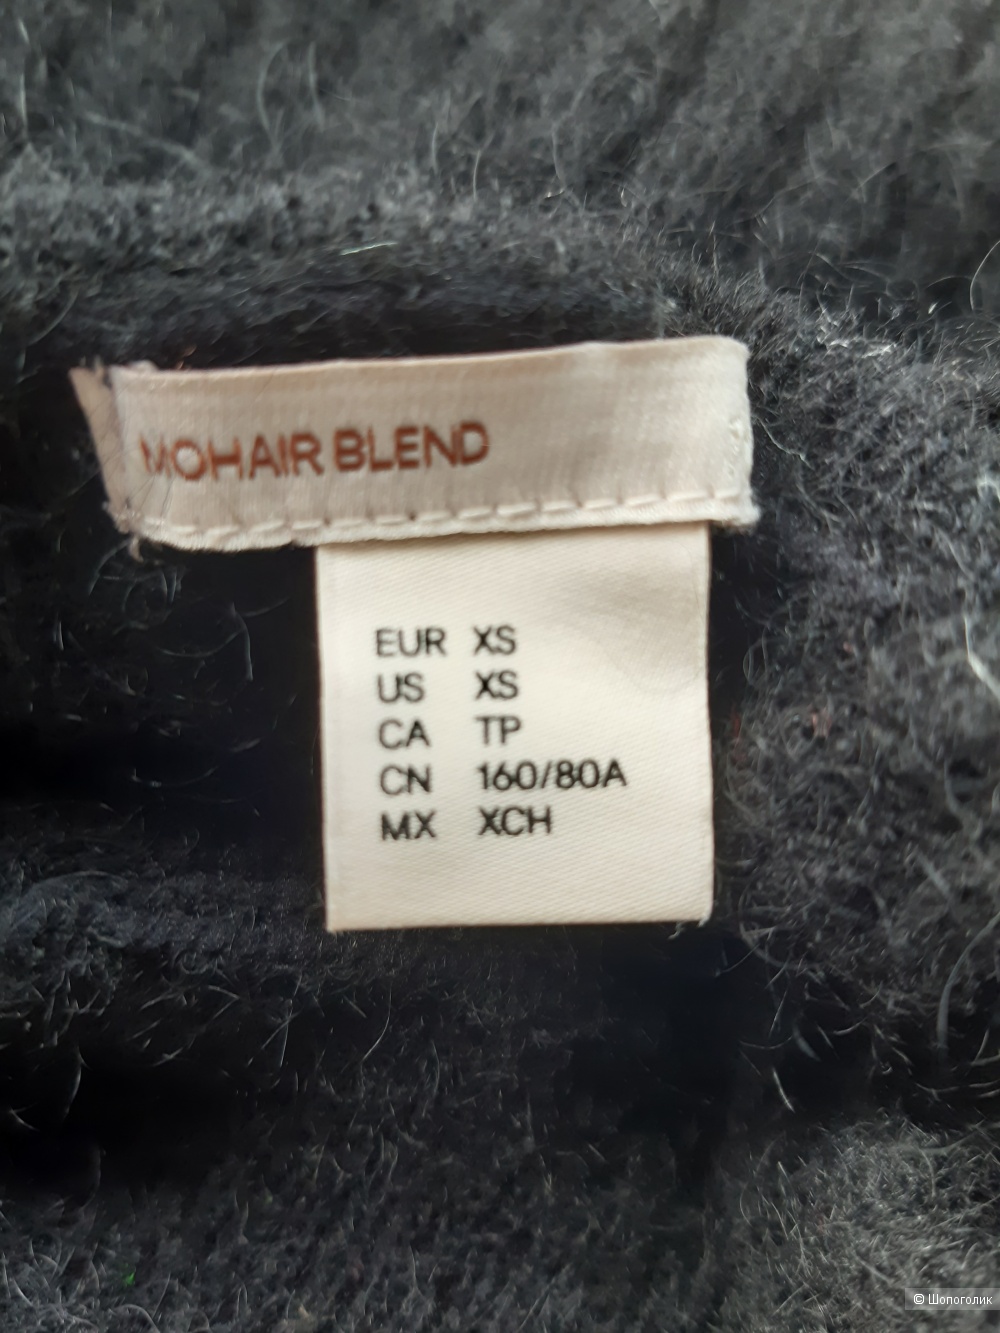 MOHAIR BLEND
EUR XS
US XS
CA TP
CN 160/80A
MX XCH
© Шопоголик